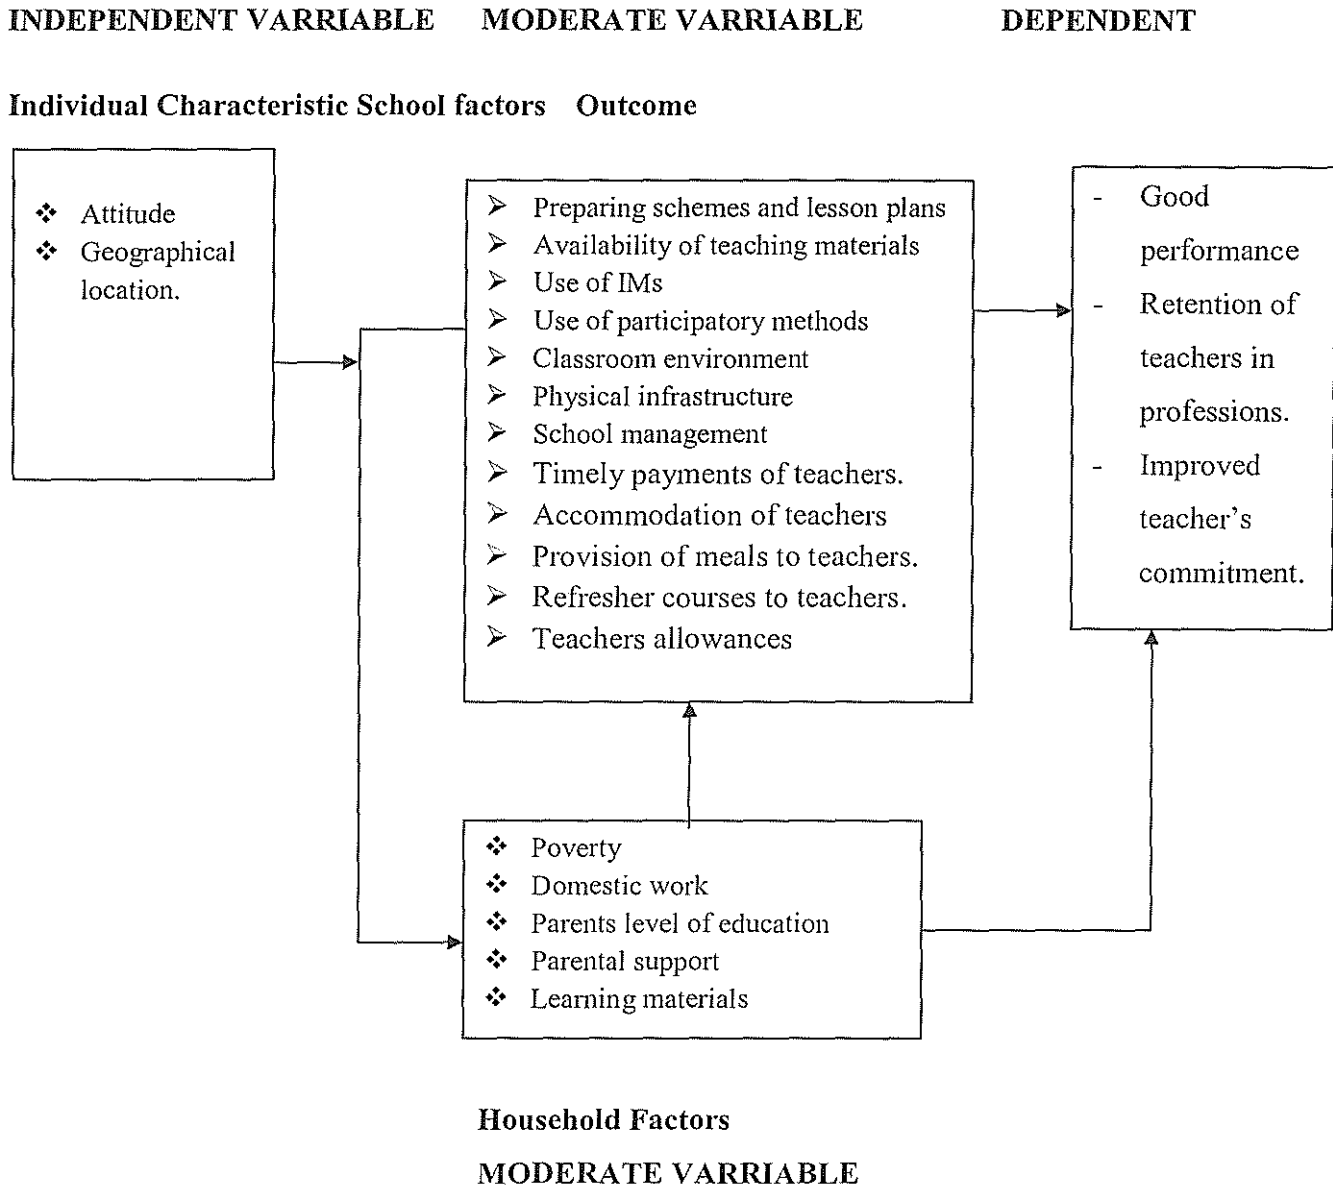 INDEPENDENT VARRIABLE MODERATE VARRIABLE DEPENDENT
Individual Characteristic School factors Outcome
❖ Attitude
❖ Geographical
location.
➢ Preparing schemes and lesson plans
➢ Availability of teaching materials
➢ Use of IMs
➢ Use of participatory methods
➢ Classroom environment
➢ Physical infrastructure
➢ School management
➢ Timely payments of teachers.
➢ Accommodation of teachers
➢ Provision of meals to teachers.
➢ Refresher courses to teachers.
➢ Teachers allowances
- Good
performance
- Retention of
teachers in
professions.
- Improved
teacher’s
commitment.
❖ Poverty
❖ Domestic work
❖ Parents level of education
❖ Parental support
❖ Learning materials
Household Factors
MODERATE VARRIABLE